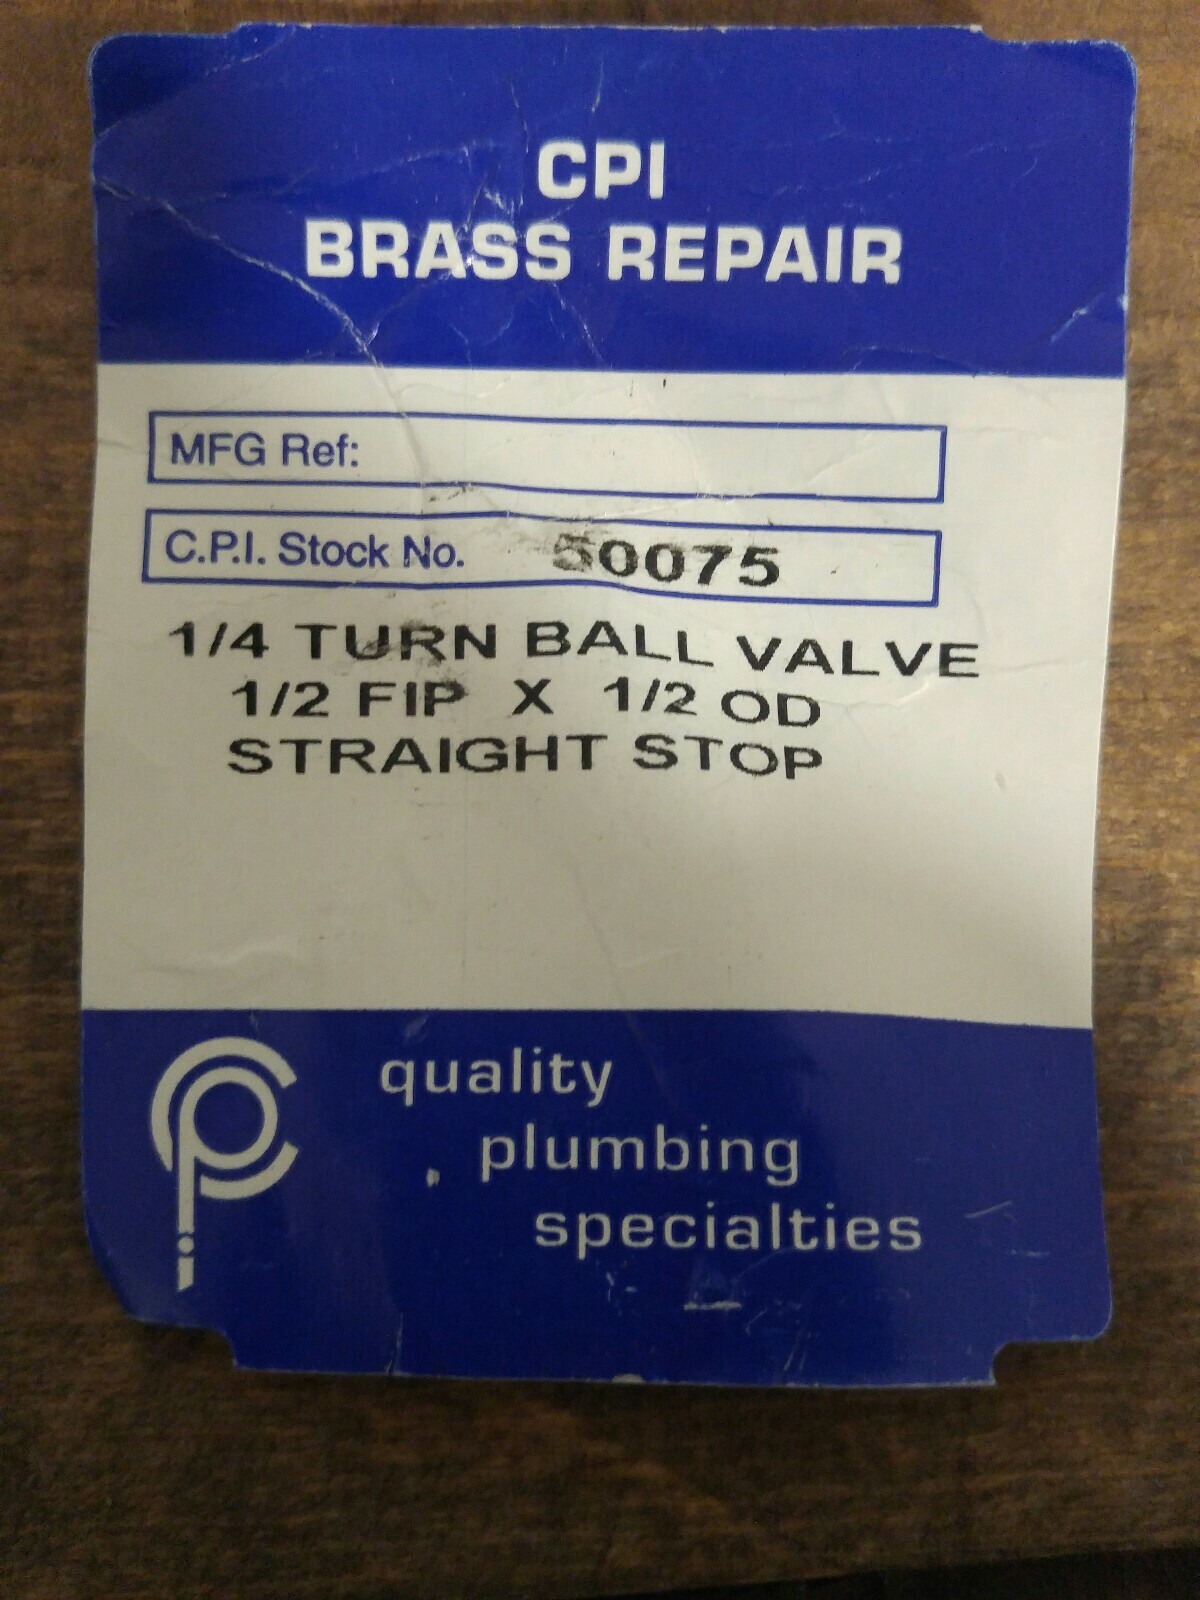 CPI
BRASS REPAIR
MFG Ref:
C.P.I. Stock No. 50075
1/4 TURN BALL VALVE
1/2 FIP X 1/2 OD
STRAIGHT STOP
cpi
quality
plumbing
specialties